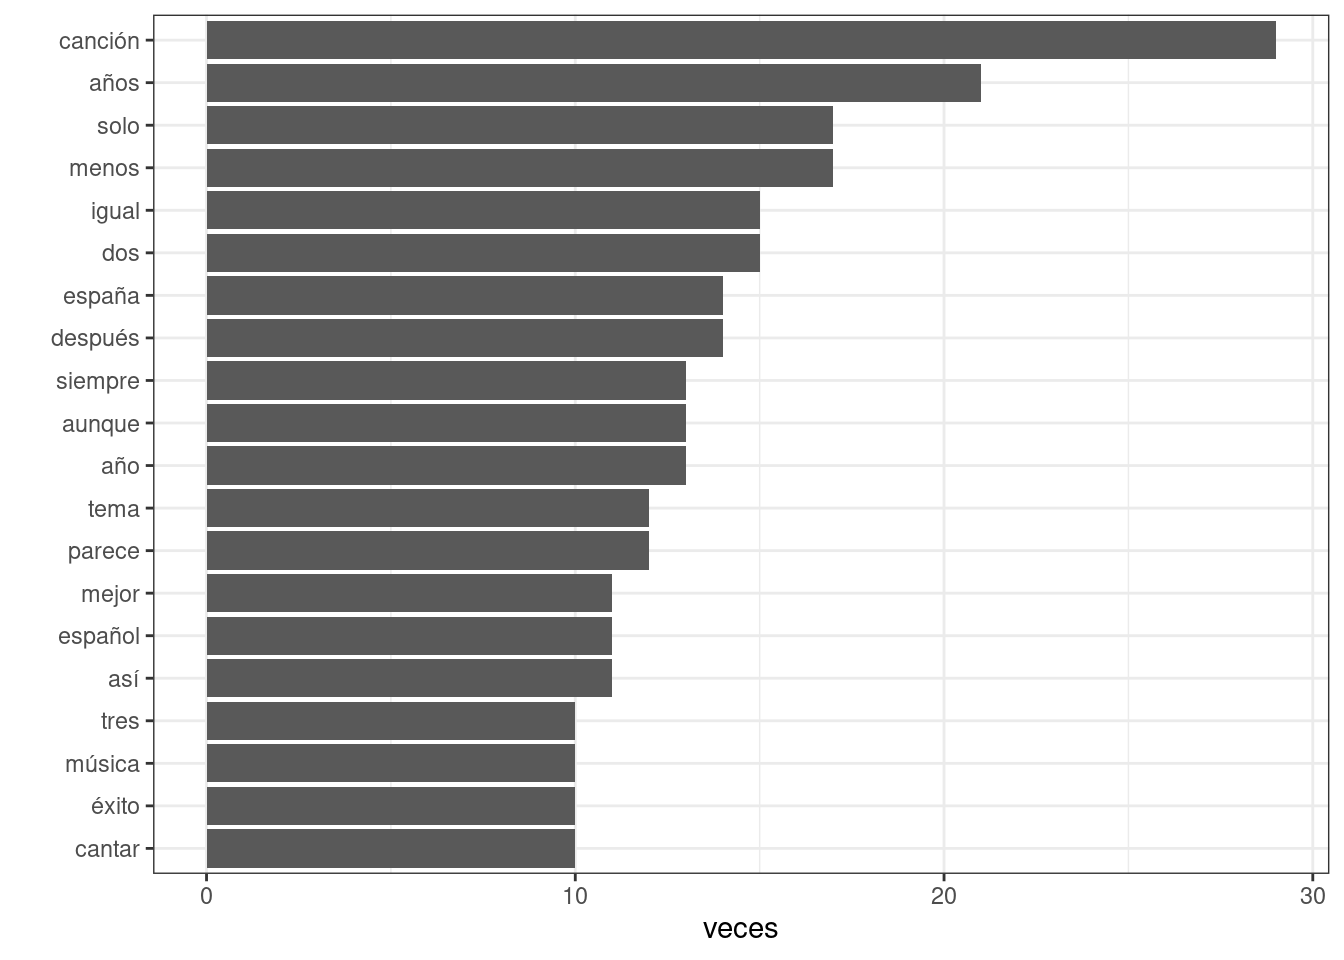 canción
años
solo
menos
igual
dos
españa
después
siempre
aunque
año
tema
parece
mejor
español
así
tres
música
éxito
cantar
0 10 20 30
veces